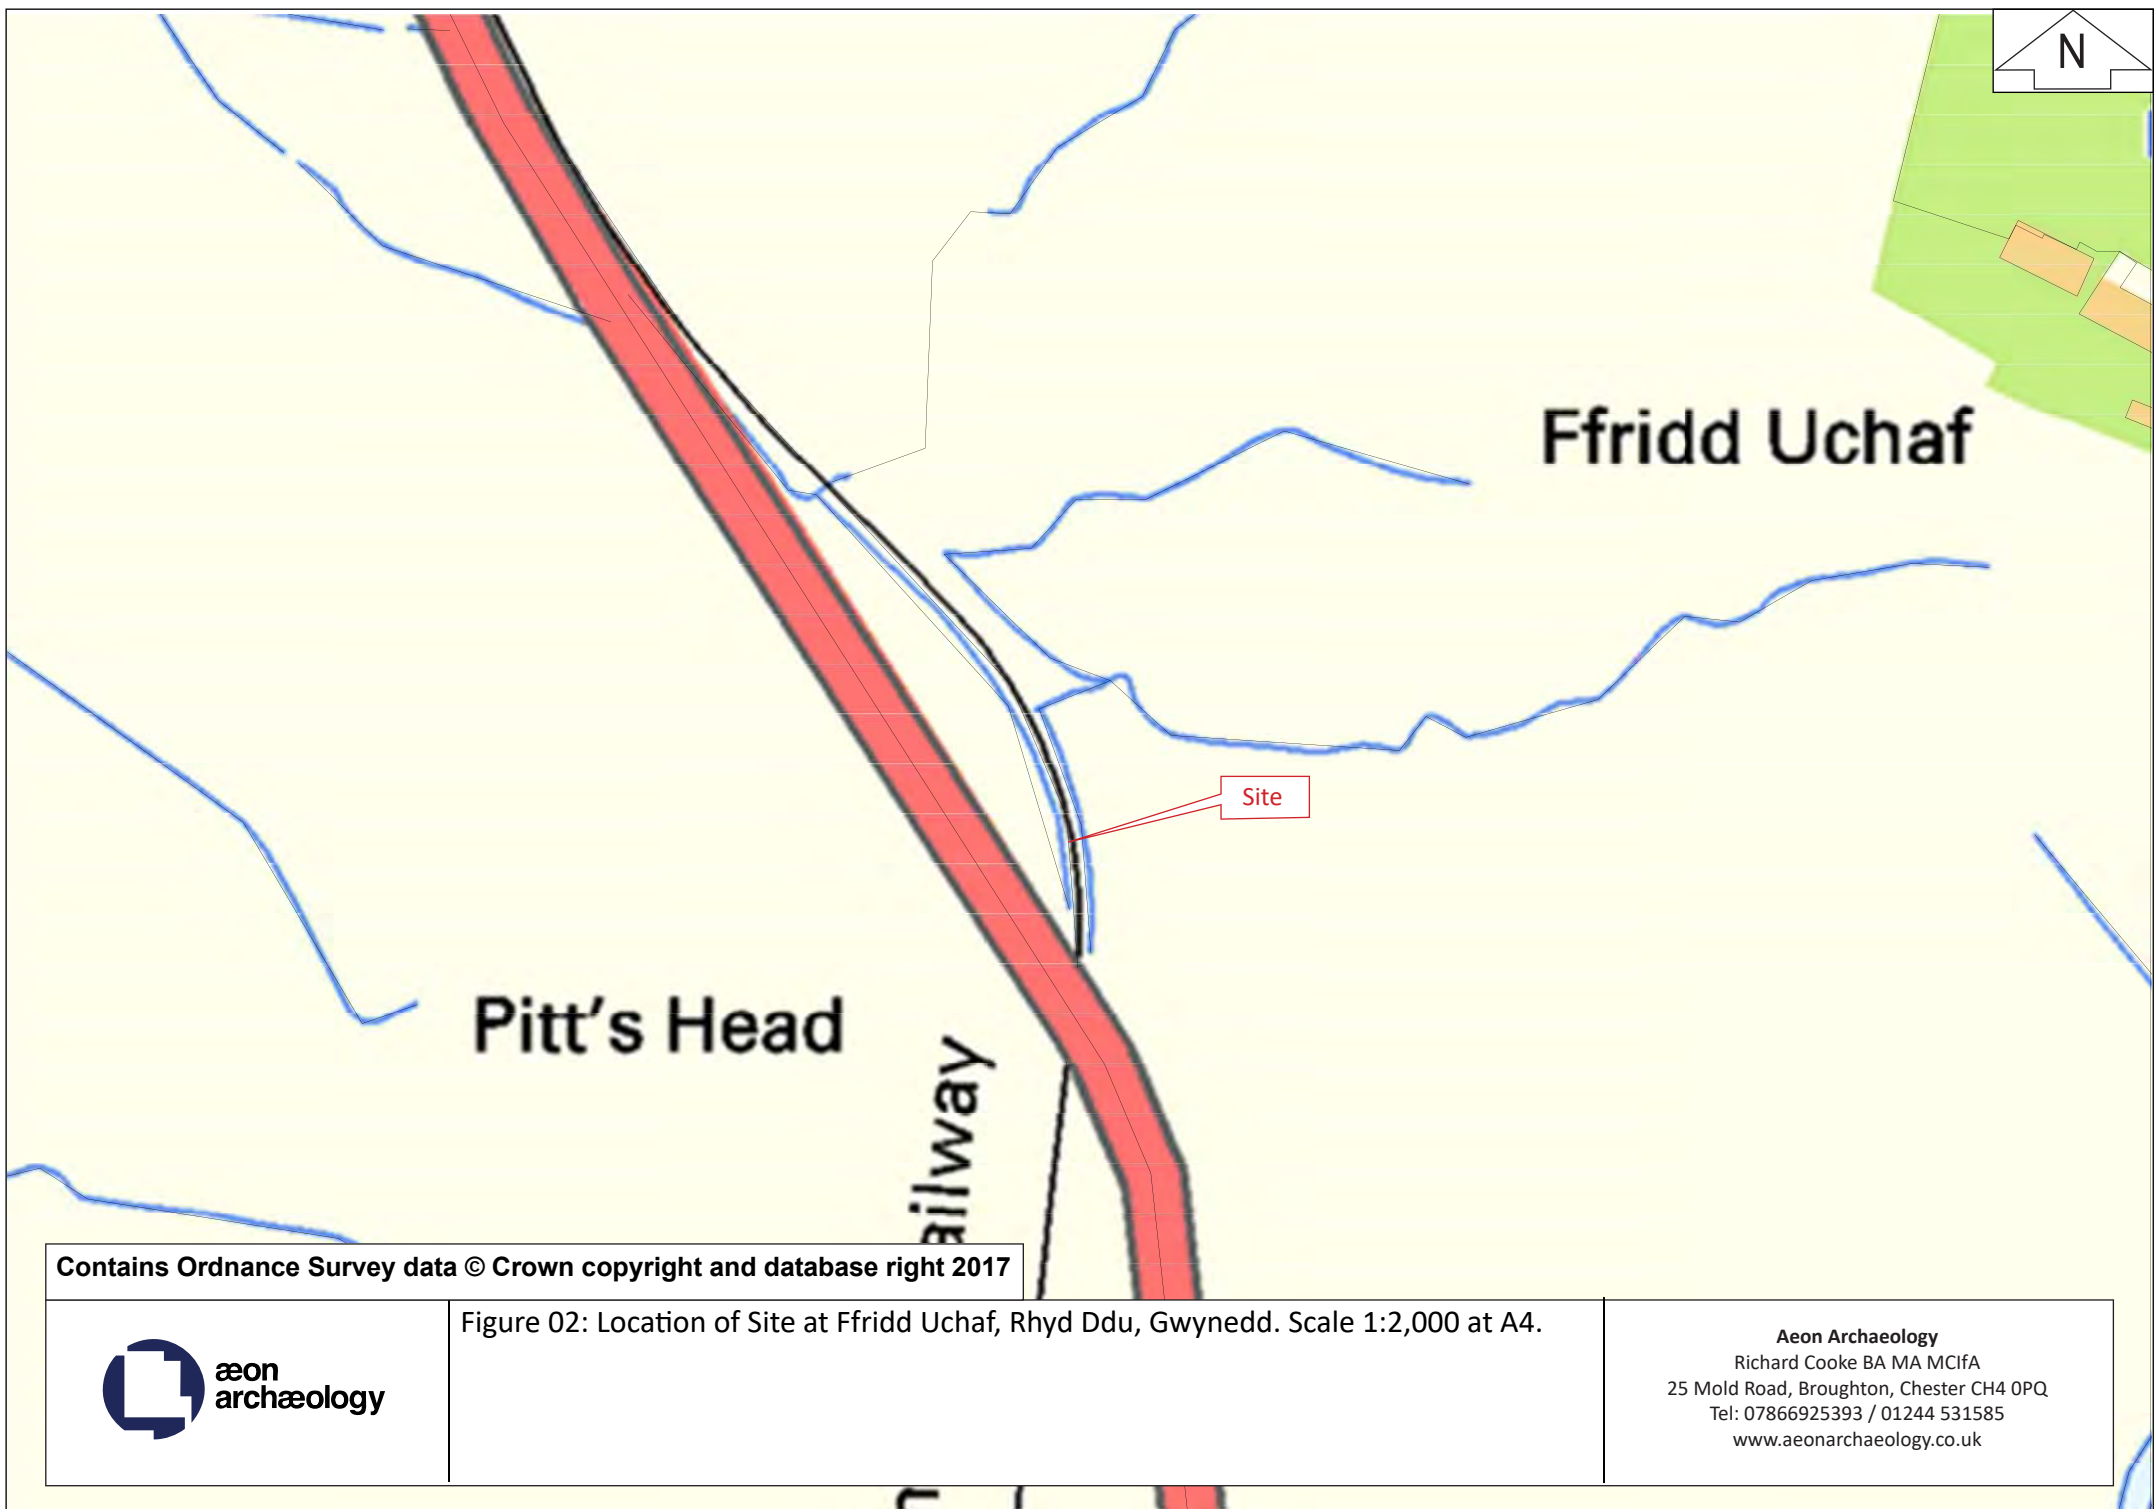 N
Ffridd Uchaf
Site
Pitt's Head
ailway
Contains Ordnance Survey data © Crown copyright and database right 2017
æon
archæology
Figure 02: Location of Site at Ffridd Uchaf, Rhyd Ddu, Gwynedd. Scale 1:2,000 at A4.
Aeon Archaeology
Richard Cooke BA MA MCIfA
25 Mold Road, Broughton, Chester CH4 0PQ
Tel: 07866925393 / 01244 531585
www.aeonarchaeology.co.uk